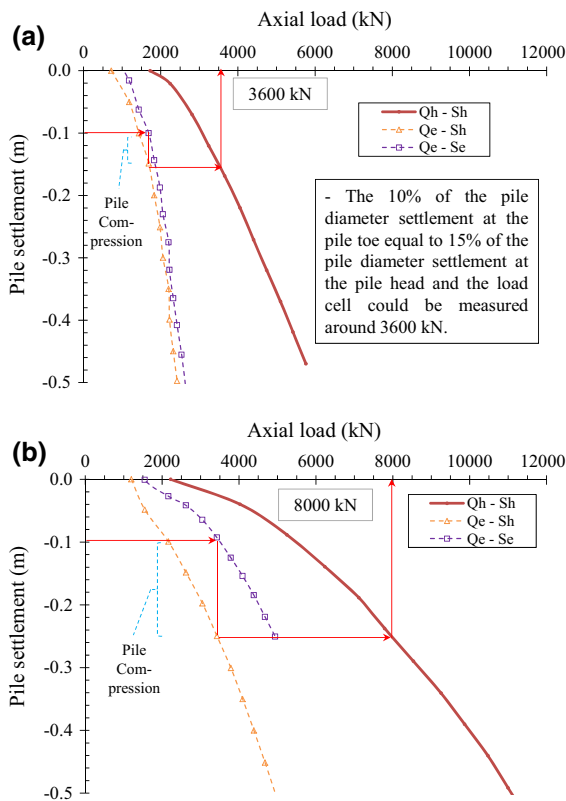 (a)
Axial load (kN)
0 2000 4000 6000 8000 10000 12000
Pile settlement (m)
0.0
-0.1
-0.2
-0.3
-0.4
-0.5
3600 kN
Qh - Sh
Qe - Sh
Qe - Se
Pile
Com-
pression
- The 10% of the pile
diameter settlement at the
pile toe equal to 15% of the
pile diameter settlement at
the pile head and the load
cell could be measured
around 3600 kN.
(b)
Axial load (kN)
0 2000 4000 6000 8000 10000 12000
Pile settlement (m)
0.0
-0.1
-0.2
-0.3
-0.4
-0.5
8000 kN
Qh - Sh
Qe - Sh
Qe - Se
Pile
Com-
pression